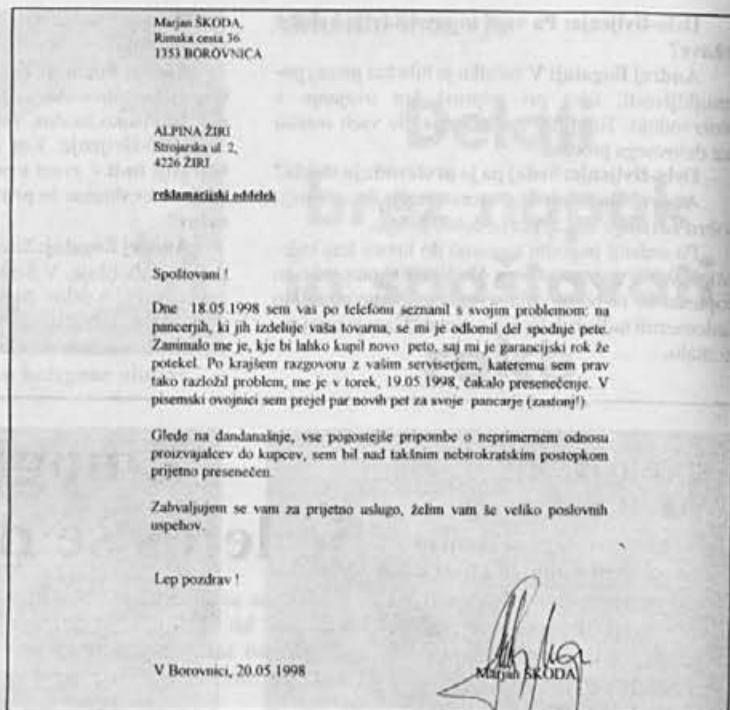 Marjan ŠKODA,
Rimska cesta 36
1353 BOROVNICA
ALPINA ŽIRI
Strojarska ul. 2,
4226 ŽIRI
reklamacijski oddelek
Spoštovani !
Dne 18.05.1998 sem vas po telefonu seznanil s svojim problemom: na
pancerjih, ki jih izdeluje vaša tovarna, se mi je odlomil del spodnje pete.
Zanimalo me je, kje bi lahko kupil novo peto, saj mi je garancijski rok že
potekel. Po krajšem razgovoru z vašim serviserjem, kateremu sem prav
tako razložil problem, me je v torek, 19.05.1998, čakalo presenečenje. V
pisemski ovojnici sem prejel par novih pet za svoje pancarje (zastonj!).
Glede na dandanašnje, vse pogostejše pripombe o neprimernem odnosu
proizvajalcev do kupcev, sem bil nad takšnim nebirokratskim postopkom
prijetno presenečen.
Zahvaljujem se vam za prijetno uslugo, želim vam še veliko poslovnih
uspehov.
Lep pozdrav !
V Borovnici, 20.05.1998
Marjan ŠKODA